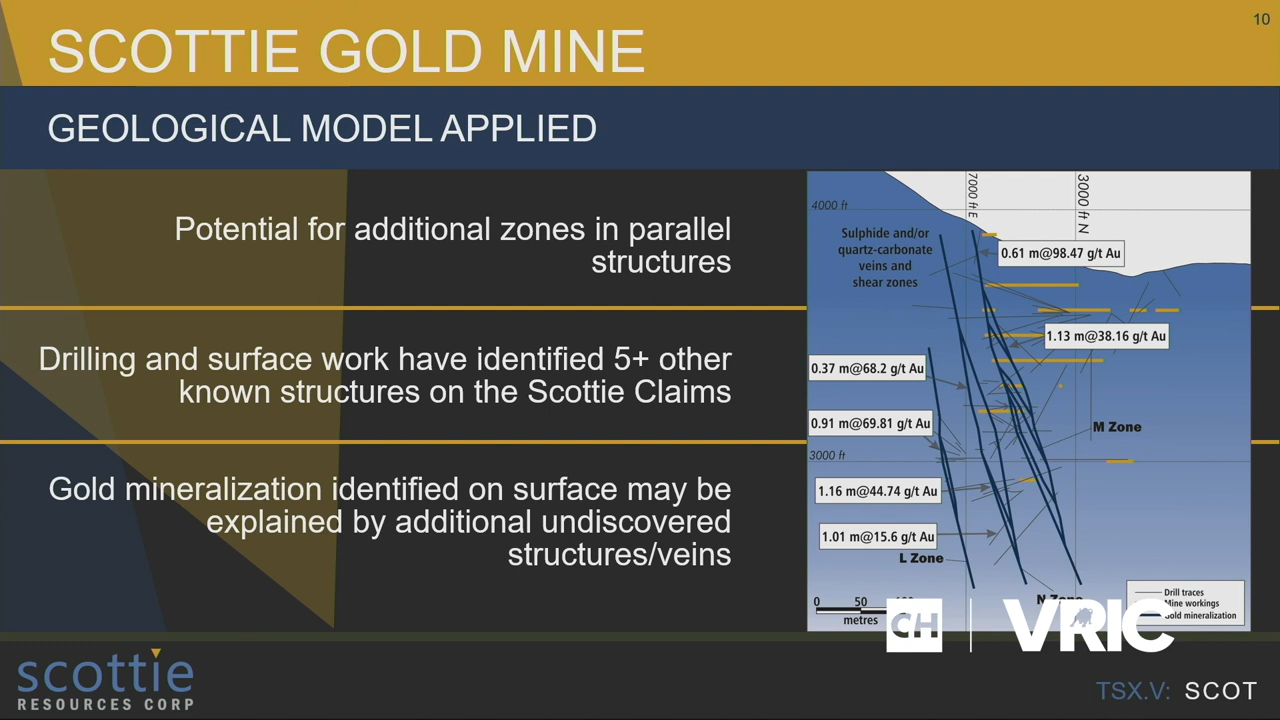 10
SCOTTIE GOLD MINE
GEOLOGICAL MODEL APPLIED
Potential for additional zones in parallel
structures
Drilling and surface work have identified 5+ other
known structures on the Scottie Claims
Gold mineralization identified on surface may be
explained by additional undiscovered
structures/veins
4000 ft
7000 ft E
3000 ft N
Sulphide and/or
quartz-carbonate
veins and
shear zones
0.61 m@98.47 g/t Au
1.13 m@38.16 g/t Au
0.37 m@68.2 g/t Au
0.91 m@69.81 g/t Au
M Zone
3000 ft
1.16 m@44.74 g/t Au
1.01 m@15.6 g/t Au
L Zone
N Zone
0 50
metres
Drill traces
Mine workings
Gold mineralization
CH
VRIC
scottie
RESOURCES CORP
TSX.V: SCOT